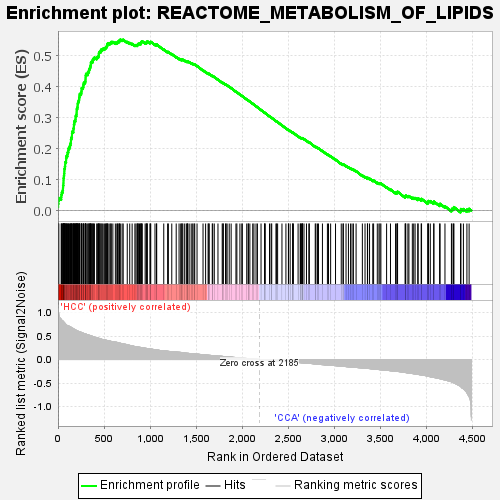 Enrichment plot: REACTOME_METABOLISM_OF_LIPIDS
Enrichment score (ES)
0.5
0.4
0.3
0.2
0.1
0.0
Ranked list metric (Signal2Noise)
1.0
0.5
0.0
-0.5
-1.0
'HCC' (positively correlated)
Zero cross at 2185
'CCA' (negatively correlated)
0 500 1,000 1,500 2,000 2,500 3,000 3,500 4,000 4,500
Rank in Ordered Dataset
Enrichment profile Hits Ranking metric scores